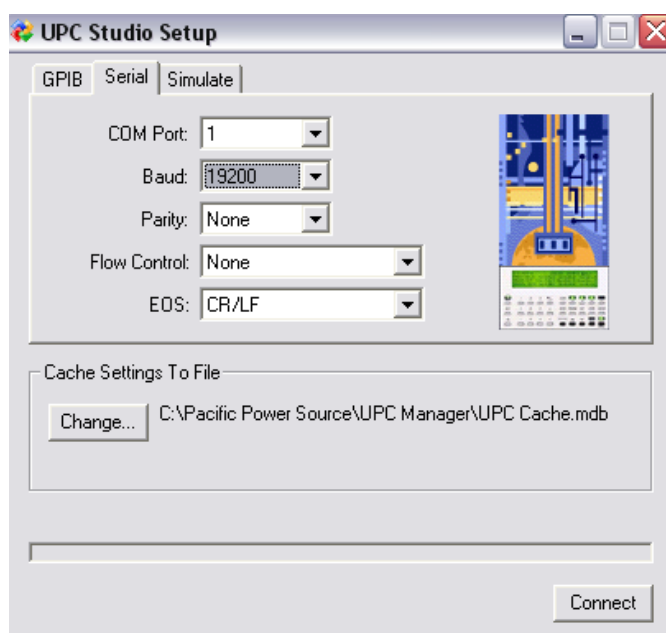 UPC Studio Setup
GPIB Serial Simulate
COM Port: 1
Baud: 19200
Parity: None
Flow Control: None
EOS: CR/LF
Cache Settings To File
Change... C:\Pacific Power Source\UPC Manager\UPC Cache.mdb
Connect